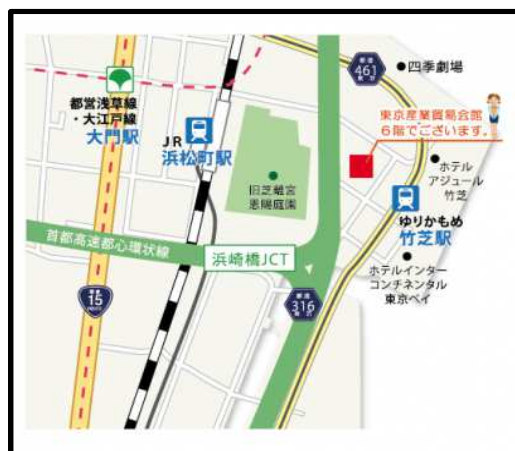 都道
461
四季劇場
都営浅草線
・大江戸線
大門駅
JR
浜松町駅
東京産業貿易会館
6階でございます。
旧芝離宮
恩賜庭園
ホテル
アジュール
竹芝
ゆりかもめ
竹芝駅
首都高速都心環状線
浜崎橋JCT
ホテルインター
コンチネンタル
東京ベイ
15
都道
316